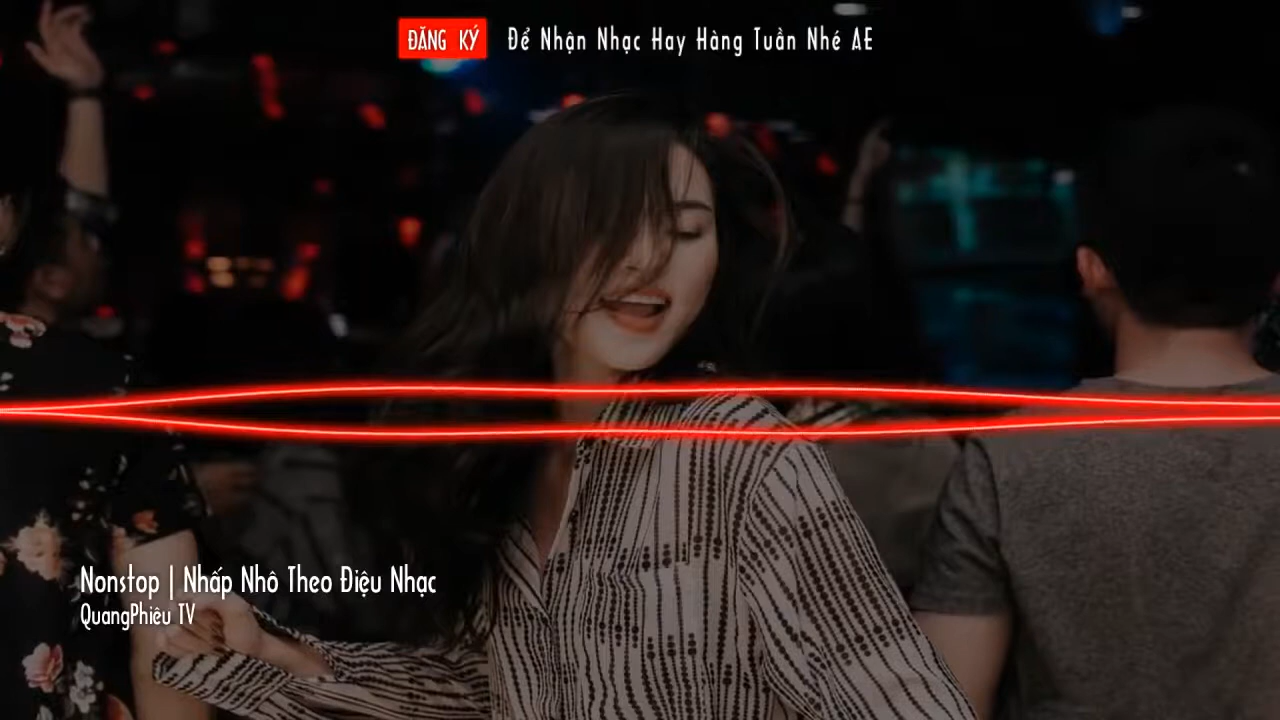 ĐĂNG KÝ Để Nhận Nhạc Hay Hàng Tuần Nhé AE
Nonstop | Nhấp Nhô Theo Điệu Nhạc
QuangPhiêu TV